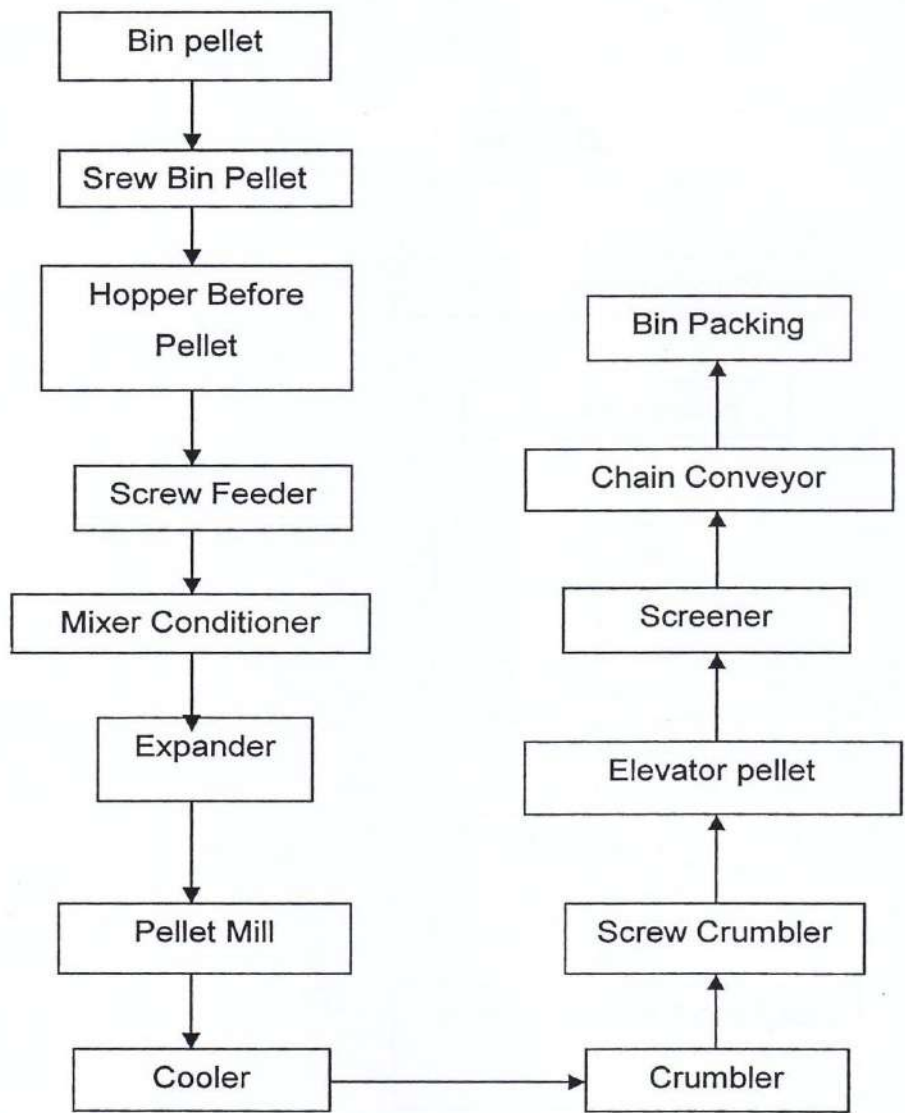 Bin pellet
Srew Bin Pellet
Hopper Before
Pellet
Screw Feeder
Mixer Conditioner
Expander
Pellet Mill
Cooler
Crumbler
Screw Crumbler
Elevator pellet
Screener
Chain Conveyor
Bin Packing